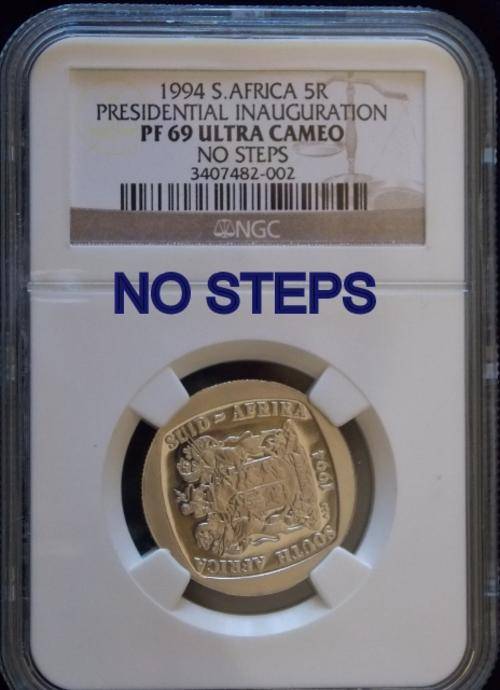 1994 S.AFRICA 5R
PRESIDENTIAL INAUGURATION
PF 69 ULTRA CAMEO
NO STEPS
3407482-002
NGC
NO STEPS
SUID-AFRIKA
1994
SOUTH AFRICA